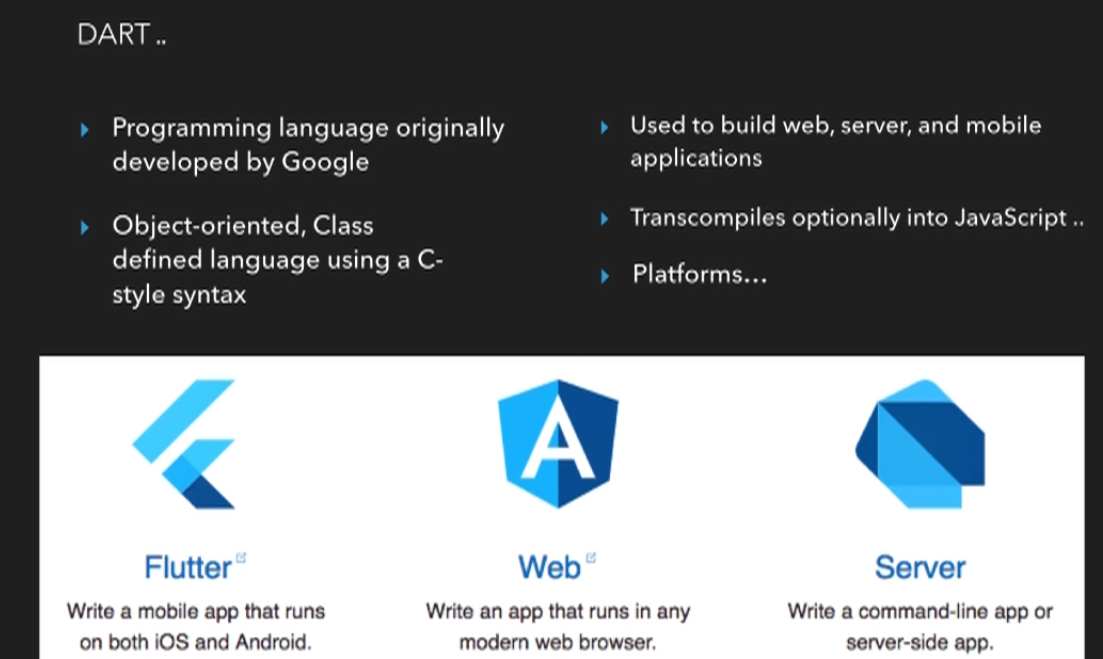 DART ..
Programming language originally
developed by Google
Object-oriented, Class
defined language using a C-
style syntax
Used to build web, server, and mobile
applications
Transcompiles optionally into JavaScript ..
Platforms...
A
Flutter
Write a mobile app that runs
on both iOS and Android.
Web
Write an app that runs in any
modern web browser.
Server
Write a command-line app or
server-side app.